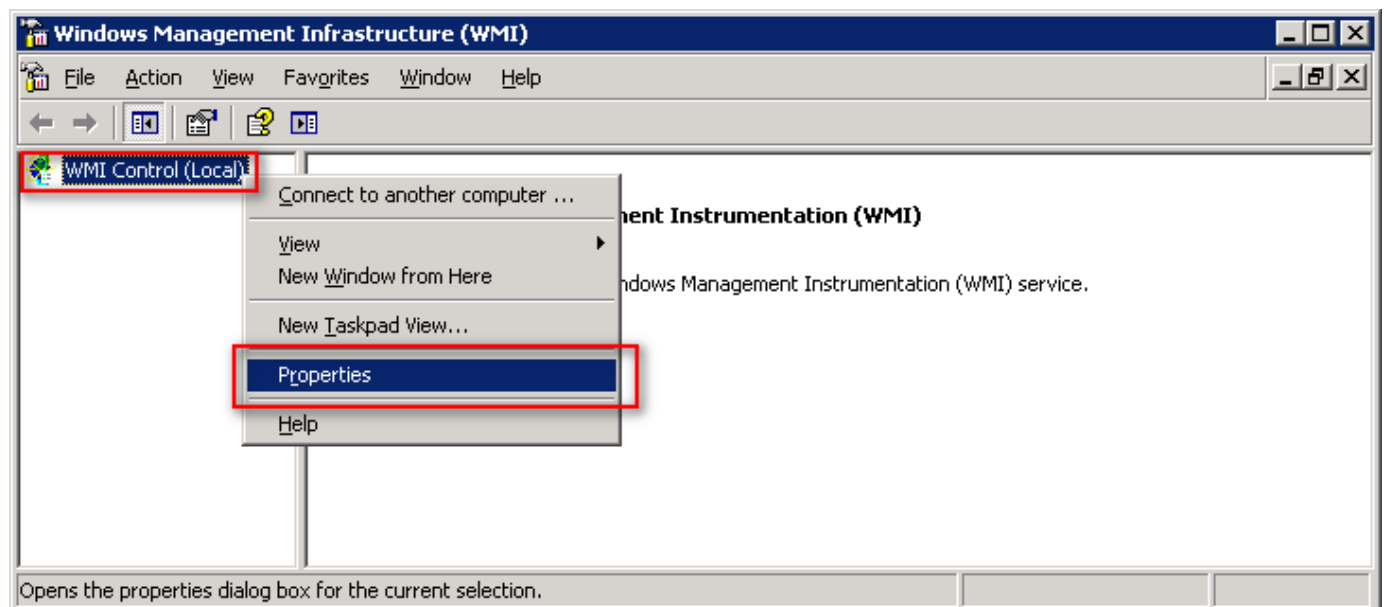 Windows Management Infrastructure (WMI)
File Action View Favorites Window Help
WMI Control (Local)
Connect to another computer ...
ent Instrumentation (WMI)
View
New Window from Here
ndows Management Instrumentation (WMI) service.
New Taskpad View...
Properties
Help
Opens the properties dialog box for the current selection.